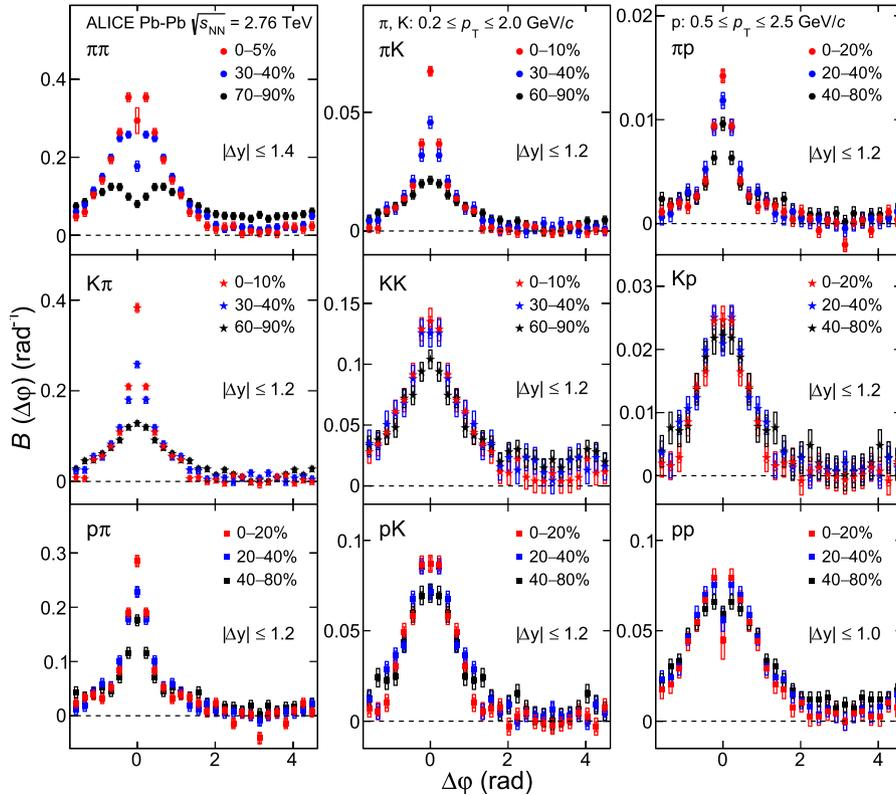 ALICE Pb-Pb √sNN = 2.76 TeV
π, K: 0.2 ≤ pT ≤ 2.0 GeV/c
p: 0.5 ≤ pT ≤ 2.5 GeV/c
ππ
0–5%
30–40%
70–90%
|Δy| ≤ 1.4
0.4
0.2
0
πK
0–10%
30–40%
60–90%
|Δy| ≤ 1.2
0.05
0
πp
0–20%
20–40%
40–80%
|Δy| ≤ 1.2
0.02
0.01
0
Kπ
0–10%
30–40%
60–90%
|Δy| ≤ 1.2
0.4
0.2
0
KK
0–10%
30–40%
60–90%
|Δy| ≤ 1.2
0.15
0.1
0.05
0
Kp
0–20%
20–40%
40–80%
|Δy| ≤ 1.2
0.03
0.02
0.01
0
B (Δφ) (rad⁻¹)
pπ
0–20%
20–40%
40–80%
|Δy| ≤ 1.2
0.3
0.2
0.1
0
pK
0–20%
20–40%
40–80%
|Δy| ≤ 1.2
0.1
0.05
0
pp
0–20%
20–40%
40–80%
|Δy| ≤ 1.0
0.1
0.05
0
0 2 4
0 2 4
0 2 4
Δφ (rad)